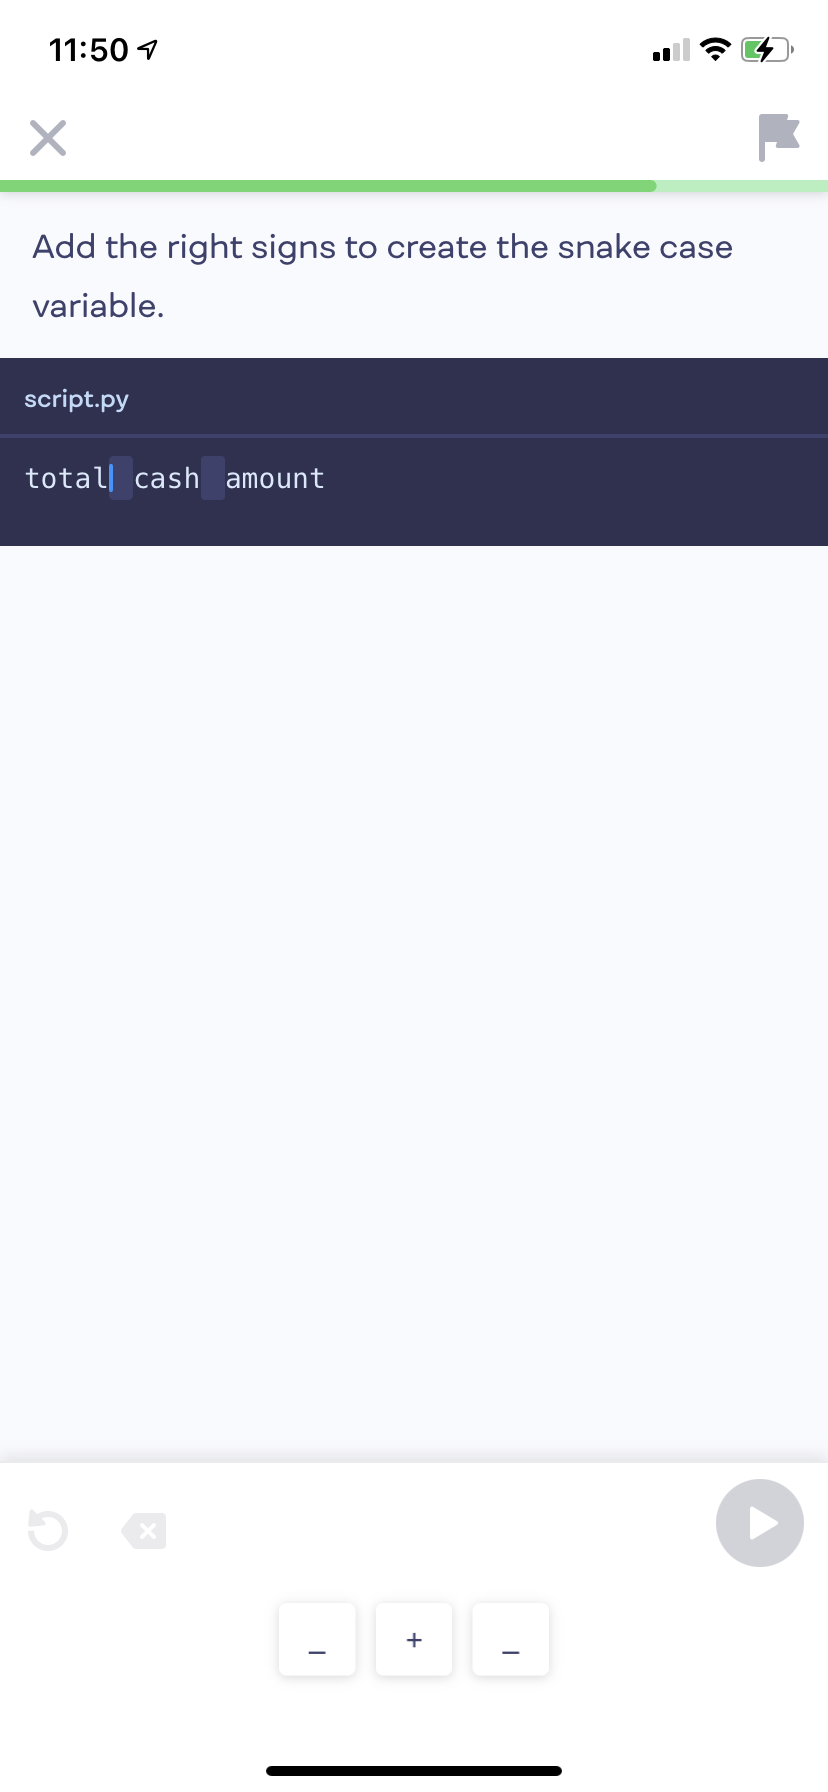 11:50
Add the right signs to create the snake case
variable.
script.py
total cash amount
_ + _